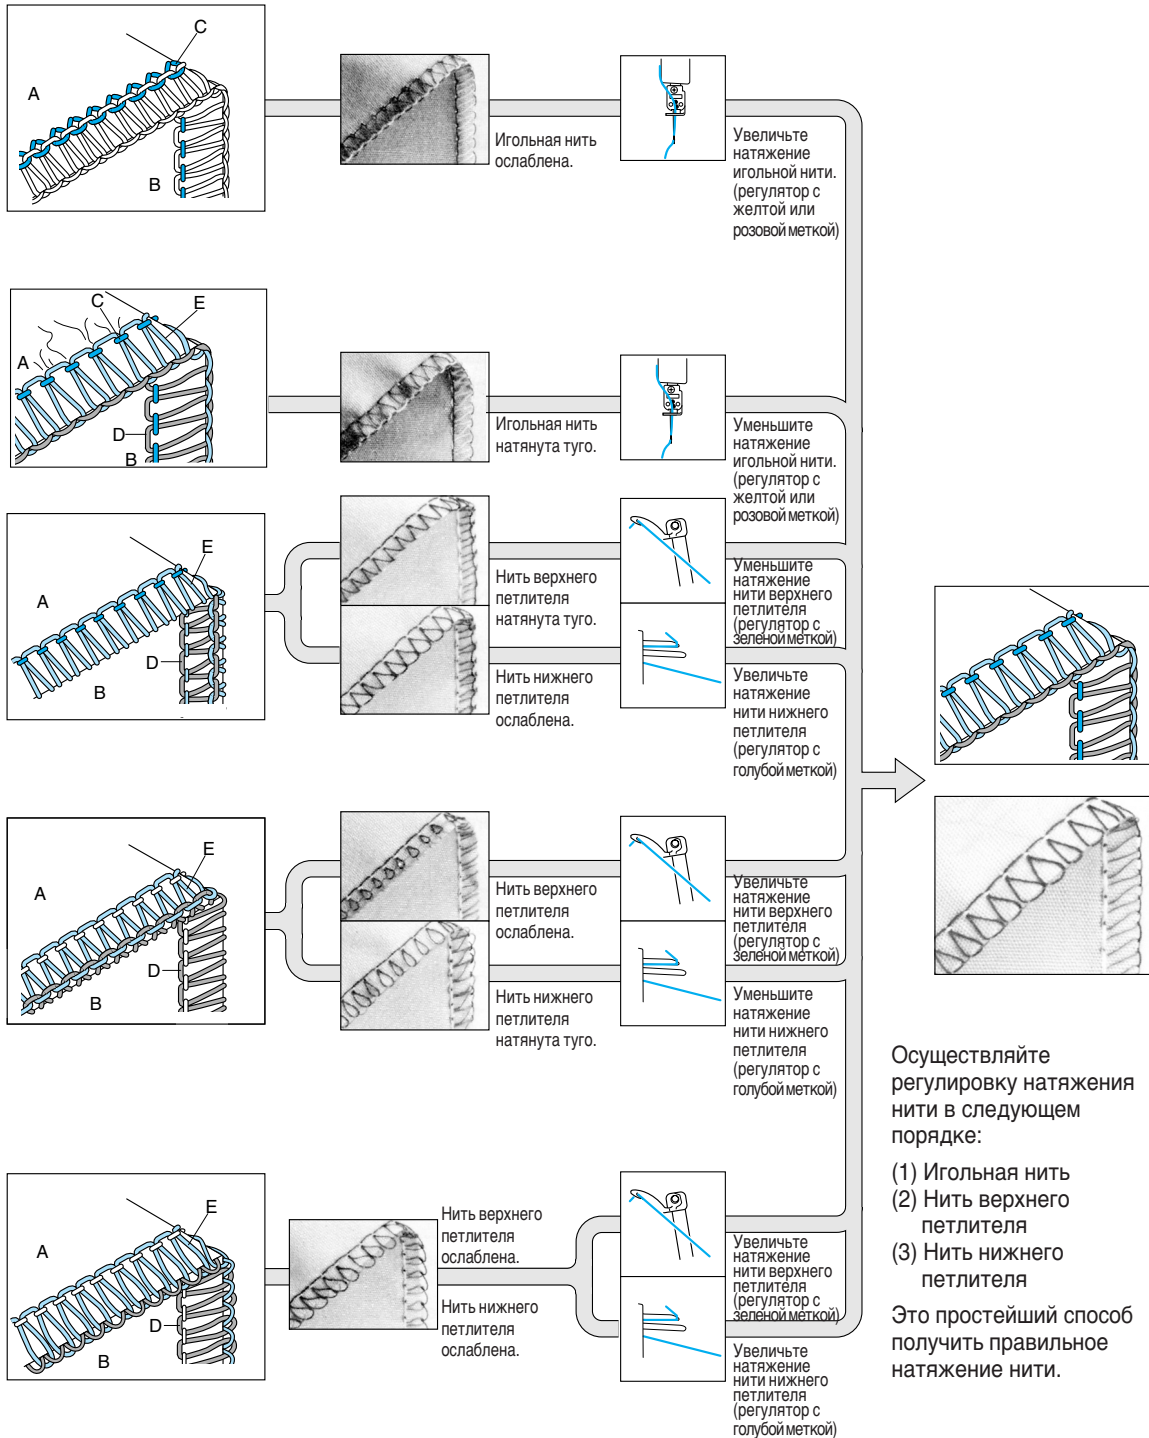 C
A
B
Игольная нить
ослаблена.
Увеличьте
натяжение
игольной нити.
(регулятор с
желтой или
розовой меткой)
C
E
A
D
B
Игольная нить
натянута туго.
Уменьшите
натяжение
игольной нити.
(регулятор с
желтой или
розовой меткой)
E
A
D
B
Нить верхнего
петлителя
натянута туго.
Уменьшите
натяжение
нити верхнего
петлителя
(регулятор с
зеленой меткой)
Нить нижнего
петлителя
ослаблена.
Увеличьте
натяжение
нити нижнего
петлителя
(регулятор с
голубой меткой)
E
A
D
B
Нить верхнего
петлителя
ослаблена.
Увеличьте
натяжение
нити верхнего
петлителя
(регулятор с
зеленой меткой)
Нить нижнего
петлителя
натянута туго.
Уменьшите
натяжение
нити нижнего
петлителя
(регулятор с
голубой меткой)
E
A
D
B
Нить верхнего
петлителя
ослаблена.
Нить нижнего
петлителя
ослаблена.
Увеличьте
натяжение
нити верхнего
петлителя
(регулятор с
зеленой меткой)
Увеличьте
натяжение
нити нижнего
петлителя
(регулятор с
голубой меткой)
Осуществляйте
регулировку натяжения
нити в следующем
порядке:
(1) Игольная нить
(2) Нить верхнего
петлителя
(3) Нить нижнего
петлителя
Это простейший способ
получить правильное
натяжение нити.